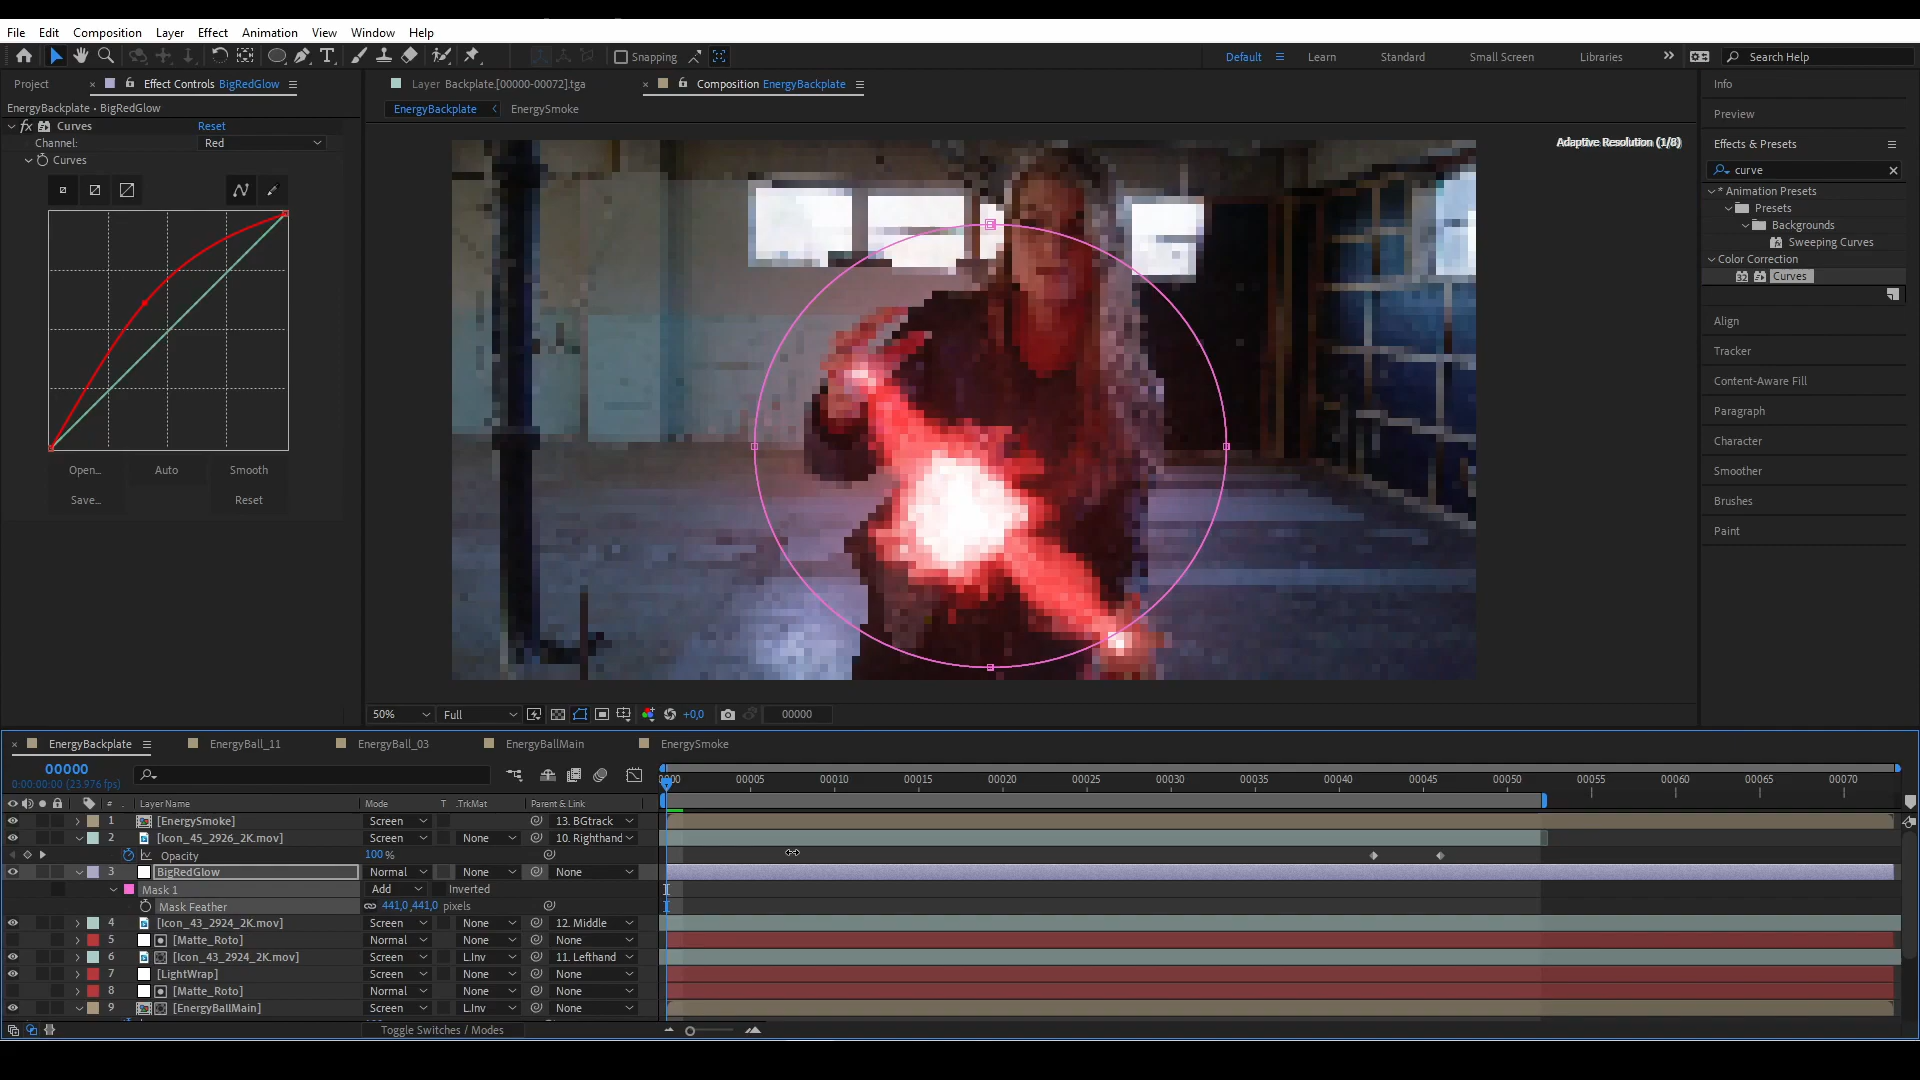 File Edit Composition Layer Effect Animation View Window Help
Snapping
Default Learn Standard Small Screen Libraries Search Help
Project
Effect Controls BigRedGlow
EnergyBackplate • BigRedGlow
fx Curves Reset
Channel: Red
Curves
Open... Auto Smooth
Save... Reset
Layer Backplate.[00000-00072].tga
Composition EnergyBackplate
EnergyBackplate EnergySmoke
Adaptive Resolution (1/8)
50% Full +0,0 00000
Info
Preview
Effects & Presets
curve
* Animation Presets
Presets
Backgrounds
Sweeping Curves
Color Correction
32 Curves
Align
Tracker
Content-Aware Fill
Paragraph
Character
Smoother
Brushes
Paint
EnergyBackplate EnergyBall_11 EnergyBall_03 EnergyBallMain EnergySmoke
00000
0:00:00:00 (23.976 fps)
0000 00005 00010 00015 00020 00025 00030 00035 00040 00045 00050 00055 00060 00065 00070
# Layer Name Mode T .TrkMat Parent & Link
1 [EnergySmoke] Screen 13. BGtrack
2 [Icon_45_2926_2K.mov] Screen None 10. Righthand
Opacity 100 %
3 BigRedGlow Normal None None
Mask 1 Add Inverted
Mask Feather 441,0 ,441,0 pixels
4 [Icon_43_2924_2K.mov] Screen None 12. Middle
5 [Matte_Roto] Normal None None
6 [Icon_43_2924_2K.mov] Screen L.Inv 11. Lefthand
7 [LightWrap] Screen None None
8 [Matte_Roto] Normal None None
9 [EnergyBallMain] Screen L.Inv None
Toggle Switches / Modes